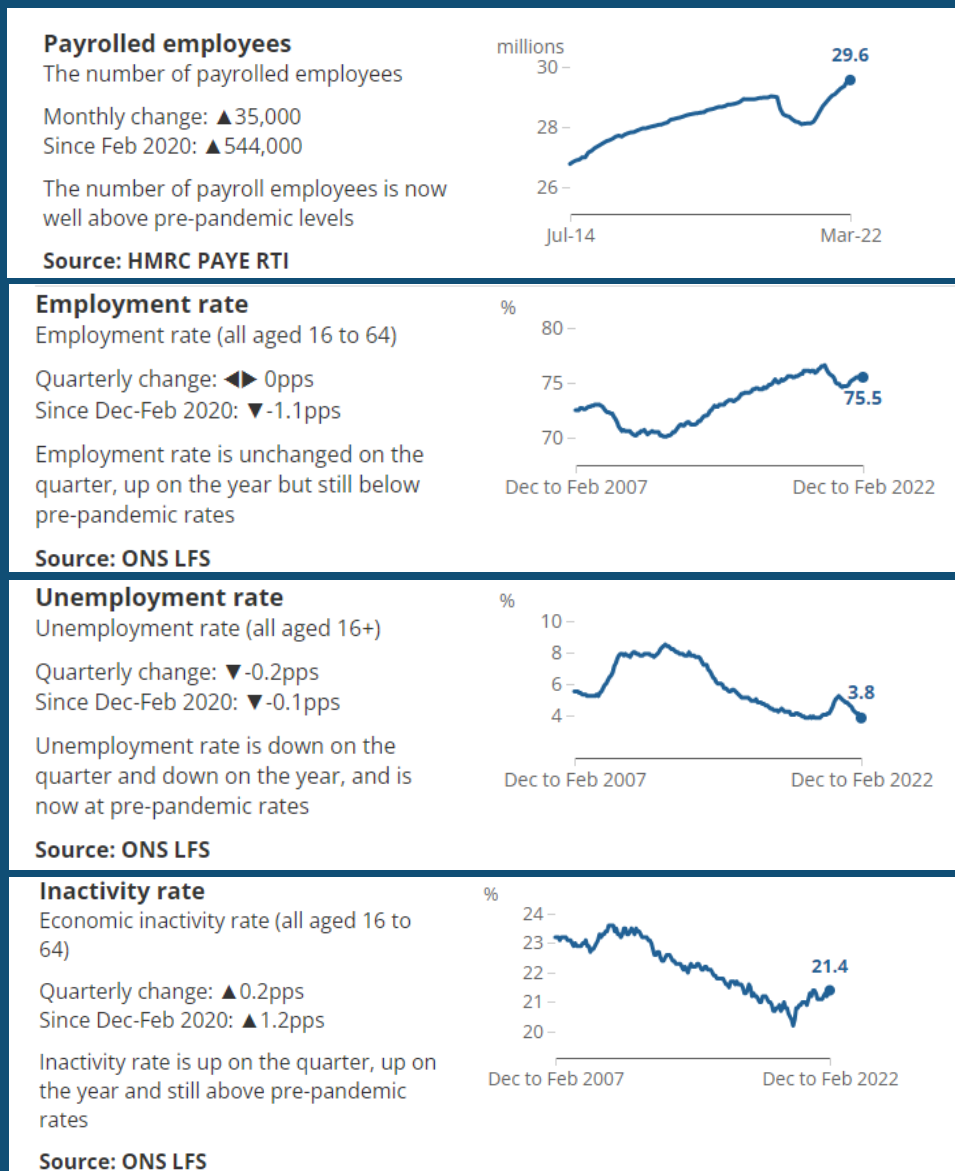 Payrolled employees
The number of payrolled employees
Monthly change: ▲35,000
Since Feb 2020: ▲544,000
The number of payroll employees is now
well above pre-pandemic levels
Source: HMRC PAYE RTI
millions
30
28
26
29.6
Jul-14
Mar-22
Employment rate
Employment rate (all aged 16 to 64)
Quarterly change: ◀▶ 0pps
Since Dec-Feb 2020: ▼-1.1pps
Employment rate is unchanged on the
quarter, up on the year but still below
pre-pandemic rates
Source: ONS LFS
%
80
75
70
75.5
Dec to Feb 2007
Dec to Feb 2022
Unemployment rate
Unemployment rate (all aged 16+)
Quarterly change: ▼-0.2pps
Since Dec-Feb 2020: ▼-0.1pps
Unemployment rate is down on the
quarter and down on the year, and is
now at pre-pandemic rates
Source: ONS LFS
%
10
8
6
4
3.8
Dec to Feb 2007
Dec to Feb 2022
Inactivity rate
Economic inactivity rate (all aged 16 to
64)
Quarterly change: ▲0.2pps
Since Dec-Feb 2020: ▲1.2pps
Inactivity rate is up on the quarter, up on
the year and still above pre-pandemic
rates
Source: ONS LFS
%
24
23
22
21
20
21.4
Dec to Feb 2007
Dec to Feb 2022